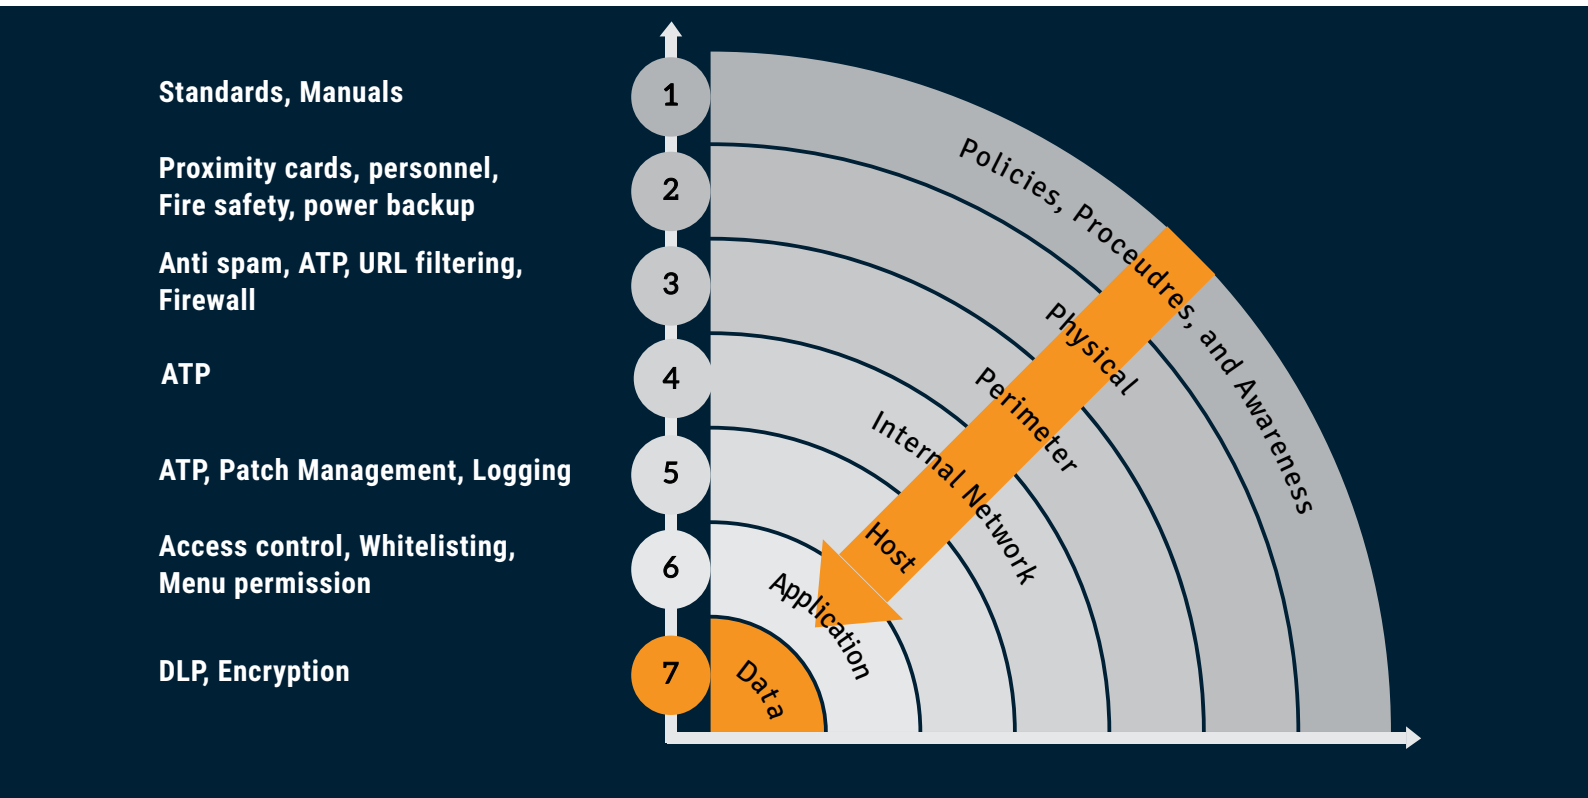 Standards, Manuals
1
Proximity cards, personnel,
Fire safety, power backup
2
Anti spam, ATP, URL filtering,
Firewall
3
ATP
4
ATP, Patch Management, Logging
5
Access control, Whitelisting,
Menu permission
6
DLP, Encryption
7
Policies, Proceudres, and Awareness
Physical
Perimeter
Internal Network
Host
Application
Data